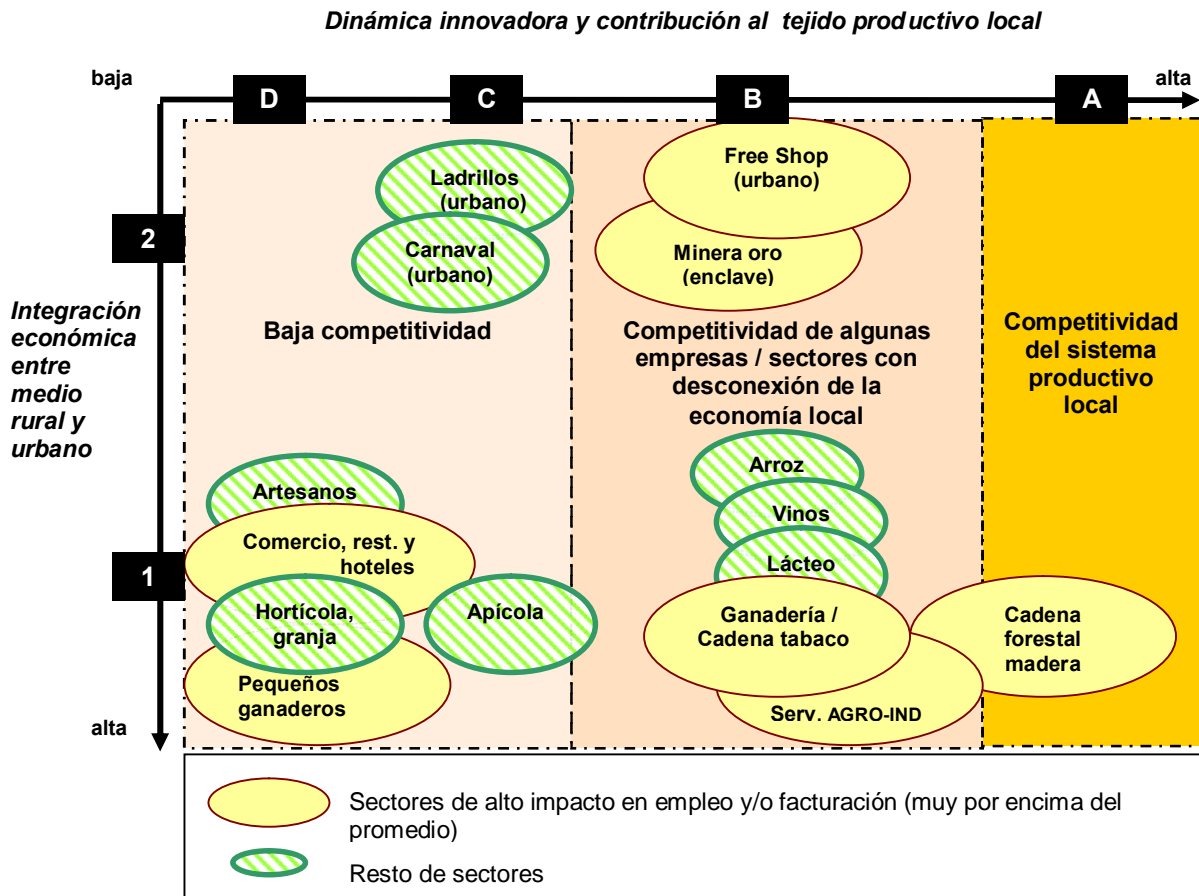 Dinámica innovadora y contribución al tejido productivo local
baja
alta
D
C
B
A
2
1
Integración
económica
entre
medio
rural y
urbano
alta
Ladrillos
(urbano)
Carnaval
(urbano)
Free Shop
(urbano)
Minera oro
(enclave)
Baja competitividad
Competitividad de algunas
empresas / sectores con
desconexión de la
economía local
Competitividad
del sistema
productivo
local
Artesanos
Comercio, rest. y
hoteles
Hortícola,
granja
Apícola
Pequeños
ganaderos
Arroz
Vinos
Lácteo
Ganadería /
Cadena tabaco
Serv. AGRO-IND
Cadena
forestal
madera
Sectores de alto impacto en empleo y/o facturación (muy por encima del
promedio)
Resto de sectores